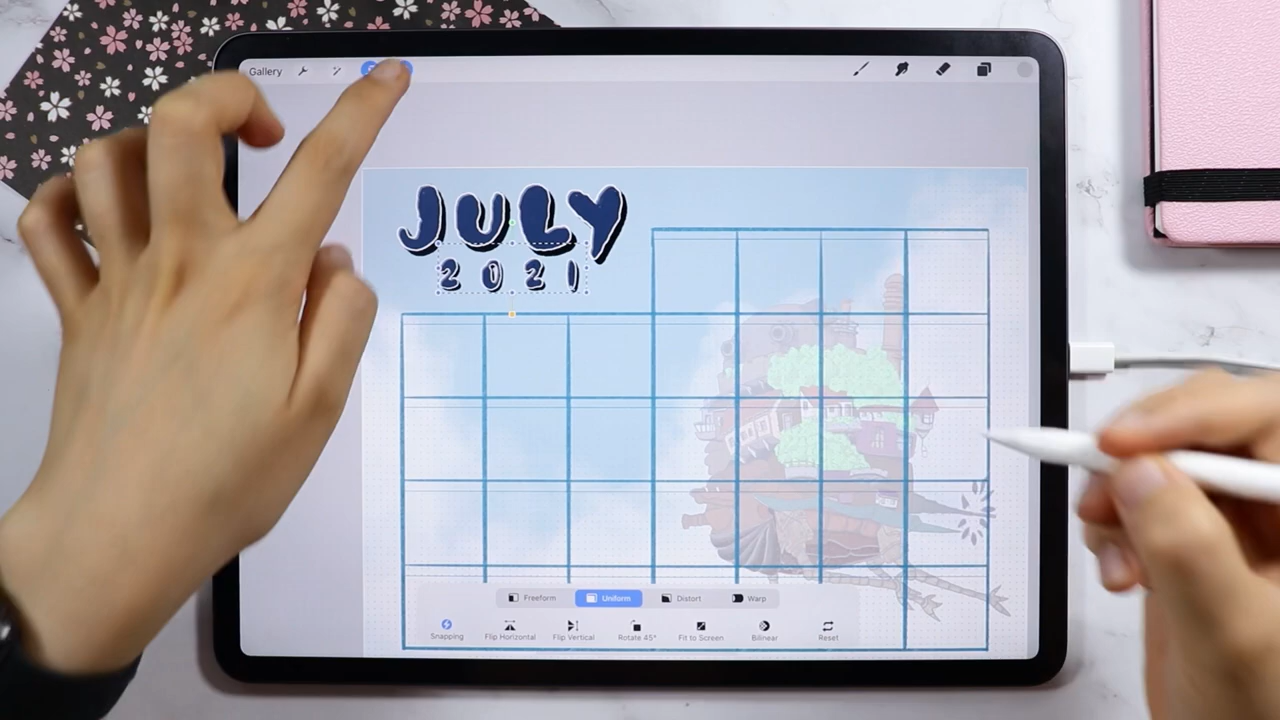 Gallery
JULY
2021
Freeform Uniform Distort Warp
Snapping Flip Horizontal Flip Vertical Rotate 45° Fit to Screen Bilinear Reset